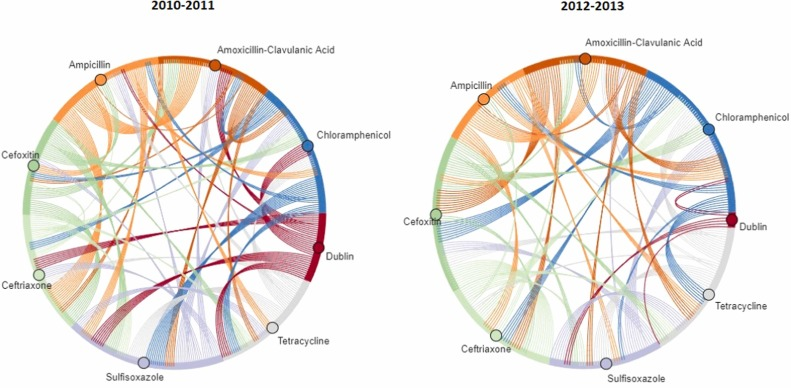 2010-2011
Amoxicillin-Clavulanic Acid
Ampicillin
Chloramphenicol
Cefoxitin
Dublin
Ceftriaxone
Tetracycline
Sulfisoxazole
2012-2013
Amoxicillin-Clavulanic Acid
Ampicillin
Chloramphenicol
Cefoxitin
Dublin
Tetracycline
Ceftriaxone
Sulfisoxazole